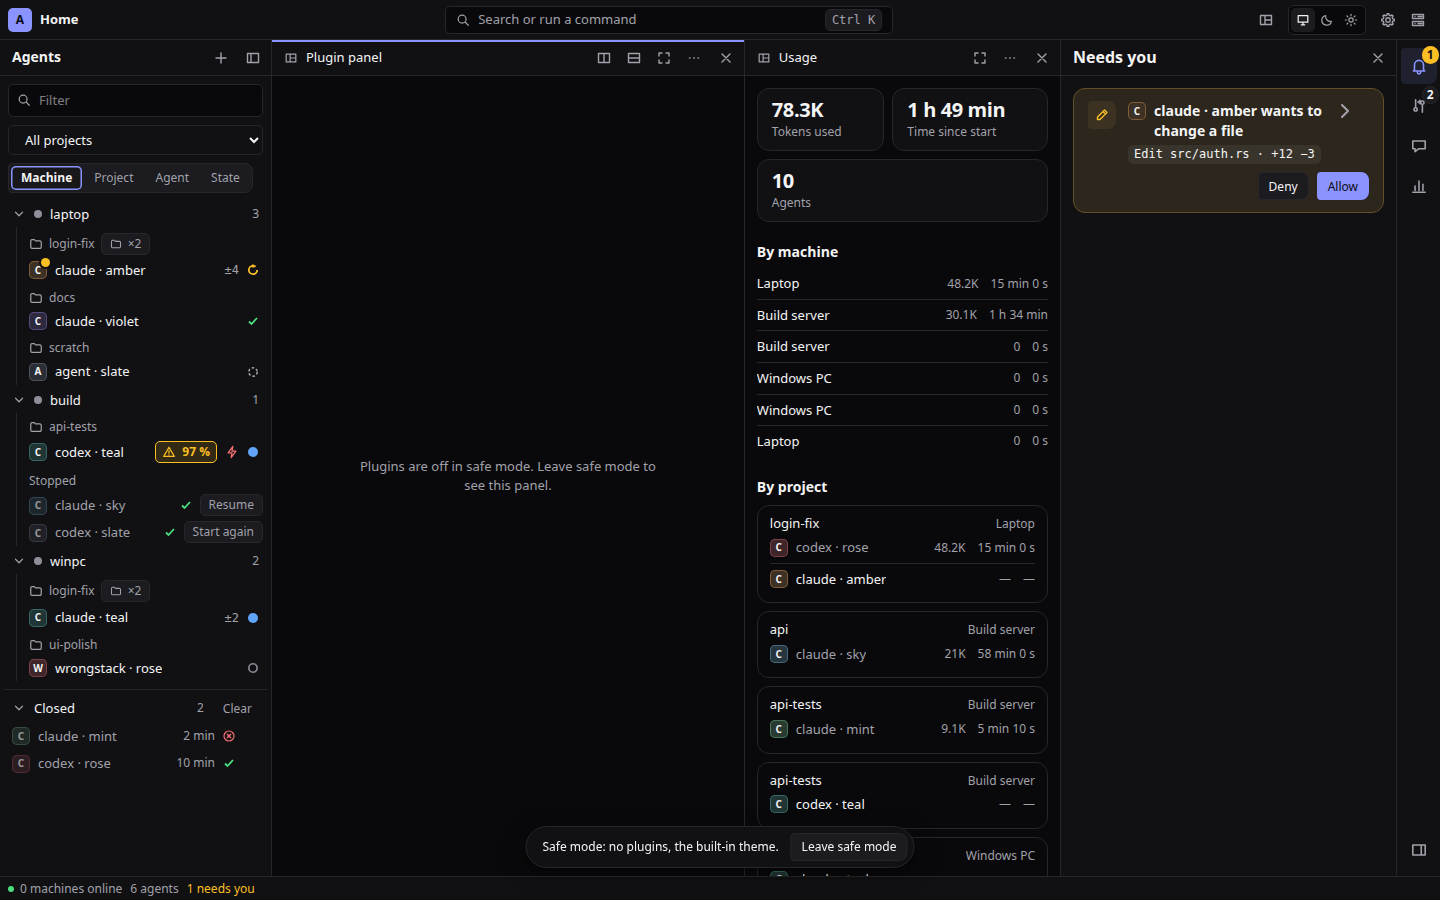 A Home
Search or run a command Ctrl K
Agents
Filter
All projects
Machine Project Agent State
laptop 3
login-fix ×2
C claude · amber ±4
docs
C claude · violet
scratch
A agent · slate
build 1
api-tests
C codex · teal 97 %
Stopped
C claude · sky Resume
C codex · slate Start again
winpc 2
login-fix ×2
C claude · teal ±2
ui-polish
W wrongstack · rose
Closed 2 Clear
C claude · mint 2 min
C codex · rose 10 min
Plugin panel
Plugins are off in safe mode. Leave safe mode to
see this panel.
Usage
78.3K
Tokens used
1 h 49 min
Time since start
10
Agents
By machine
Laptop 48.2K 15 min 0 s
Build server 30.1K 1 h 34 min
Build server 0 0 s
Windows PC 0 0 s
Windows PC 0 0 s
Laptop 0 0 s
By project
login-fix Laptop
C codex · rose 48.2K 15 min 0 s
C claude · amber — —
api Build server
C claude · sky 21K 58 min 0 s
api-tests Build server
C claude · mint 9.1K 5 min 10 s
api-tests Build server
C codex · teal — —
Windows PC
Needs you
C claude · amber wants to
change a file
Edit src/auth.rs · +12 −3
Deny Allow
1
2
Safe mode: no plugins, the built-in theme. Leave safe mode
0 machines online 6 agents 1 needs you